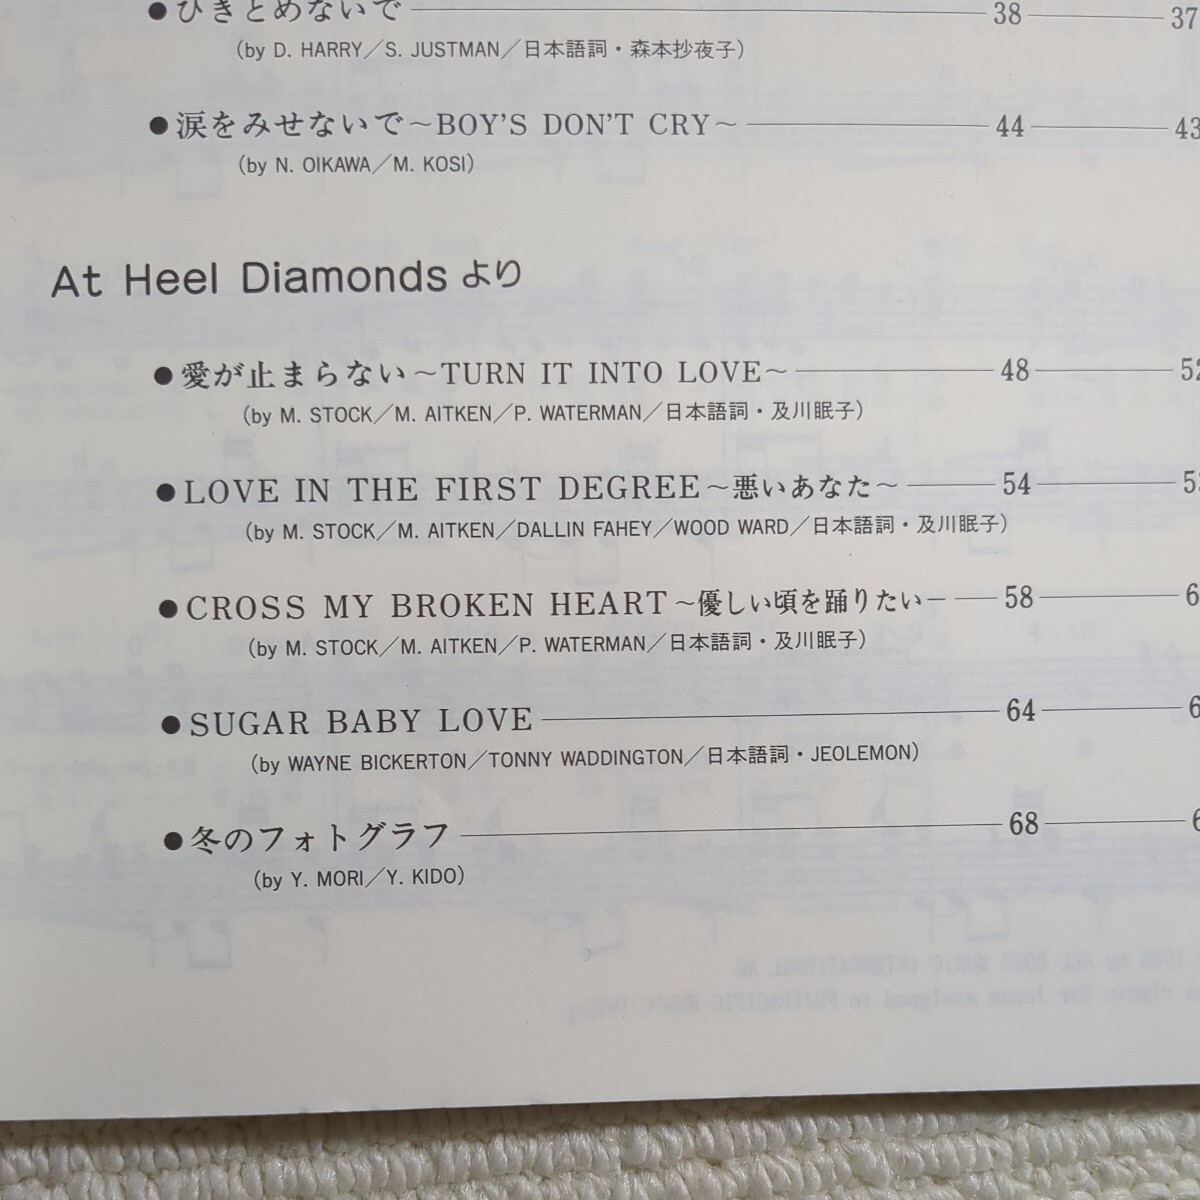 ●ひきとめないで 38 37
(by D. HARRY／S. JUSTMAN／日本語詞・森本抄夜子)
●涙をみせないで～BOY'S DON'T CRY～ 44 43
(by N. OIKAWA／M. KOSI)
At Heel Diamonds より
●愛が止まらない～TURN IT INTO LOVE～ 48 52
(by M. STOCK／M. AITKEN／P. WATERMAN／日本語詞・及川眠子)
●LOVE IN THE FIRST DEGREE～悪いあなた～ 54
(by M. STOCK／M. AITKEN／DALLIN FAHEY／WOOD WARD／日本語詞・及川眠子)
●CROSS MY BROKEN HEART～優しい頃を踊りたい 58
(by M. STOCK／M. AITKEN／P. WATERMAN／日本語詞・及川眠子)
●SUGAR BABY LOVE 64
(by WAYNE BICKERTON／TONNY WADDINGTON／日本語詞・JEOLEMON)
●冬のフォトグラフ 68
(by Y. MORI／Y. KIDO)